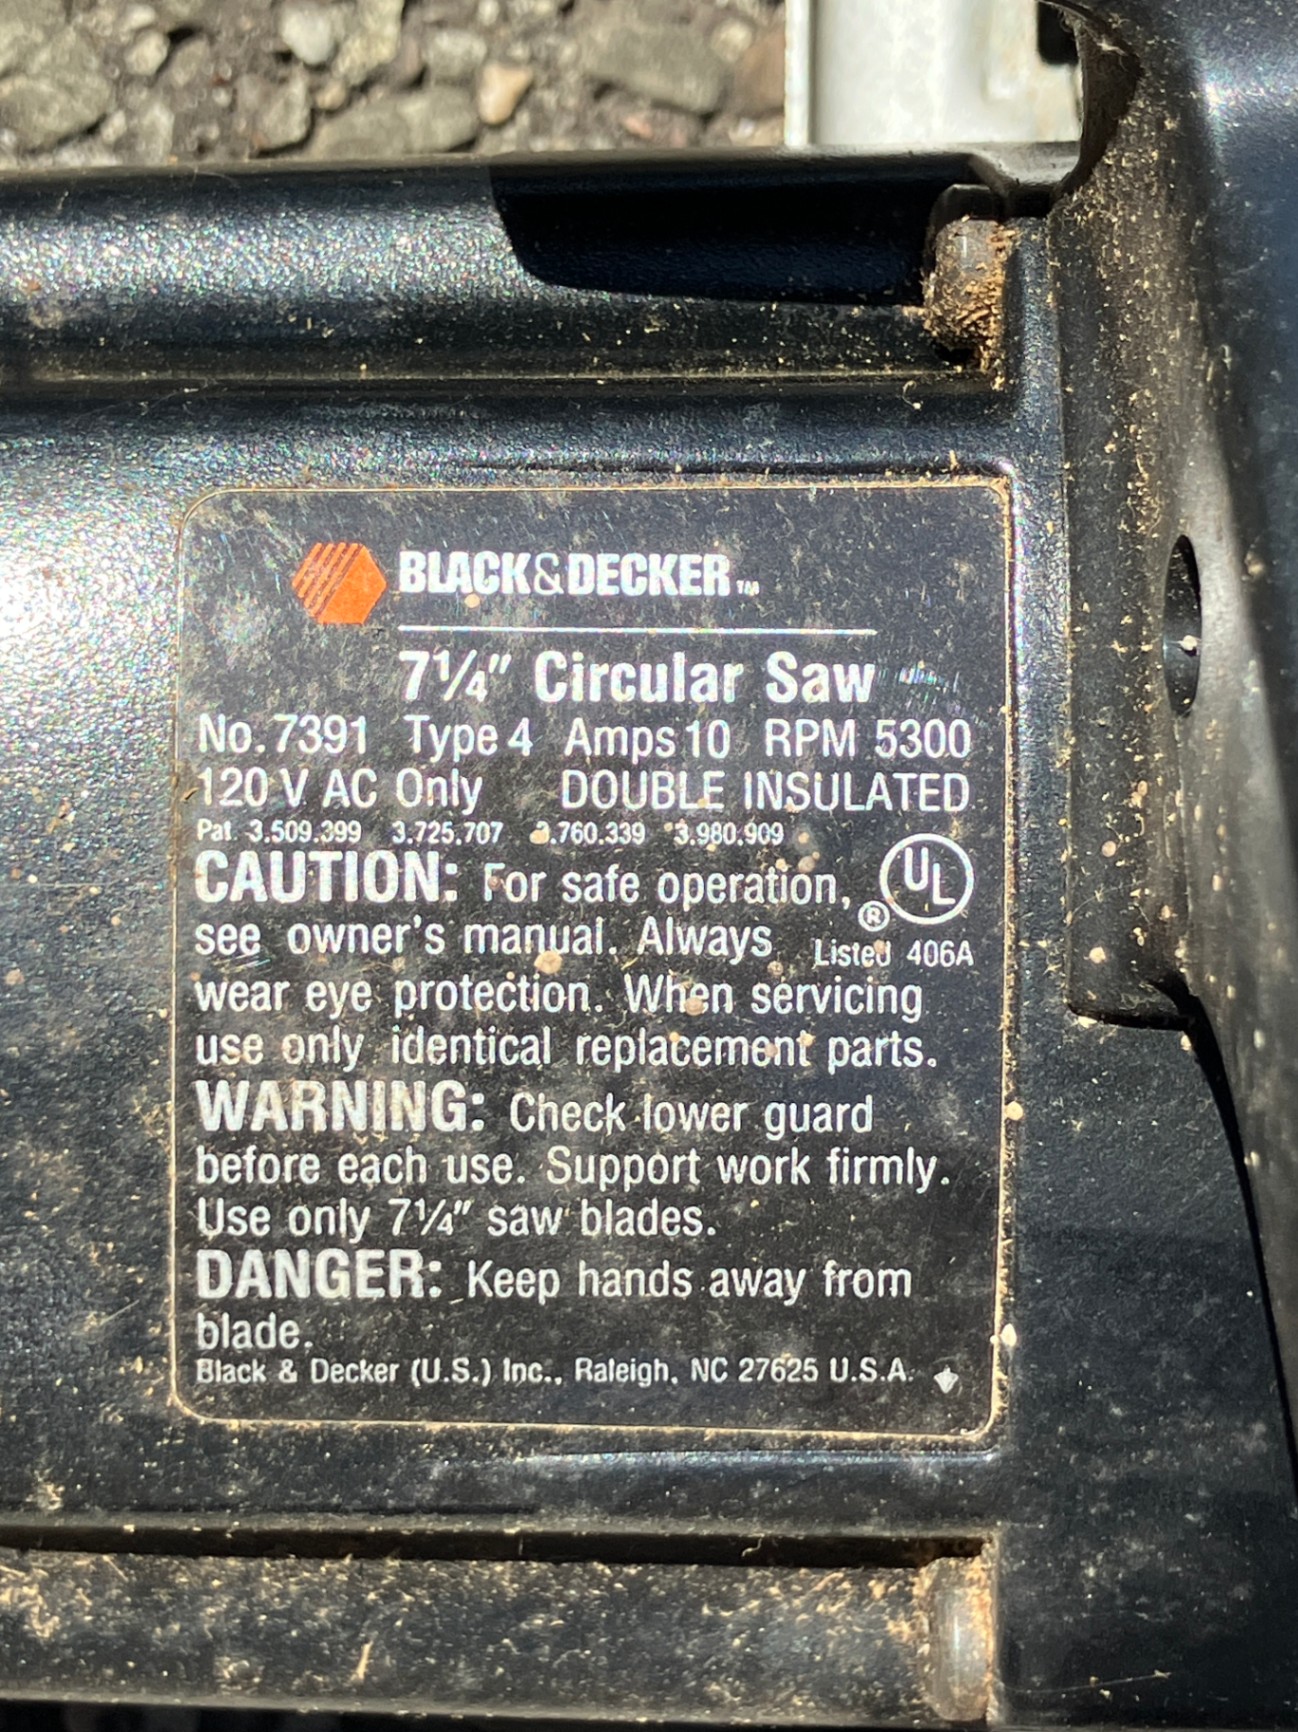 BLACK&DECKER™
7¼" Circular Saw
No. 7391 Type 4 Amps 10 RPM 5300
120 V AC Only DOUBLE INSULATED
Pat 3.509.399 3.725.707 3.760.339 3.980.909
CAUTION: For safe operation,
see owner's manual. Always
wear eye protection. When servicing
use only identical replacement parts.
UL
®
Listed 406A
WARNING: Check lower guard
before each use. Support work firmly.
Use only 7¼" saw blades.
DANGER: Keep hands away from
blade.
Black & Decker (U.S.) Inc., Raleigh, NC 27625 U.S.A.